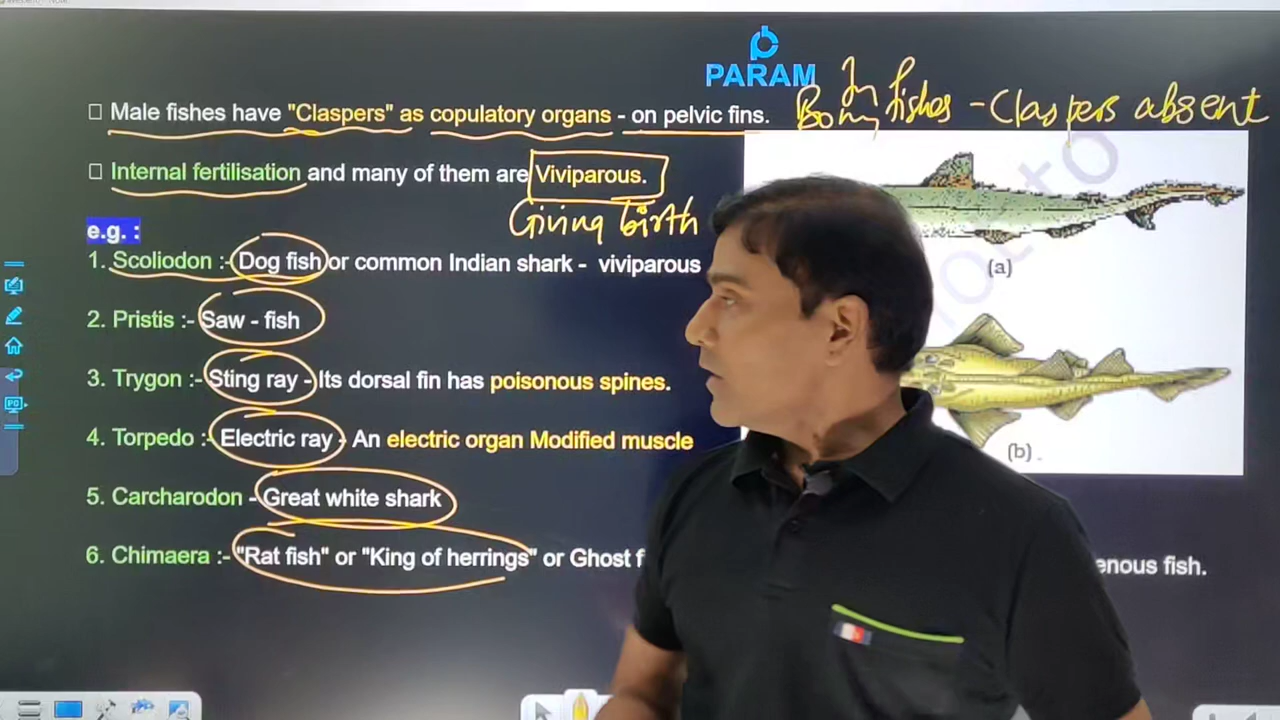 PARAM
In
Bony fishes - Claspers absent
Male fishes have "Claspers" as copulatory organs - on pelvic fins.
Internal fertilisation and many of them are Viviparous.
Giving birth
e.g. :
1. Scoliodon :- Dog fish or common Indian shark - viviparous
(a)
2. Pristis :- Saw - fish
3. Trygon :- Sting ray - Its dorsal fin has poisonous spines.
4. Torpedo :- Electric ray - An electric organ Modified muscle
(b)
5. Carcharodon - Great white shark
6. Chimaera :- "Rat fish" or "King of herrings" or Ghost f
enous fish.